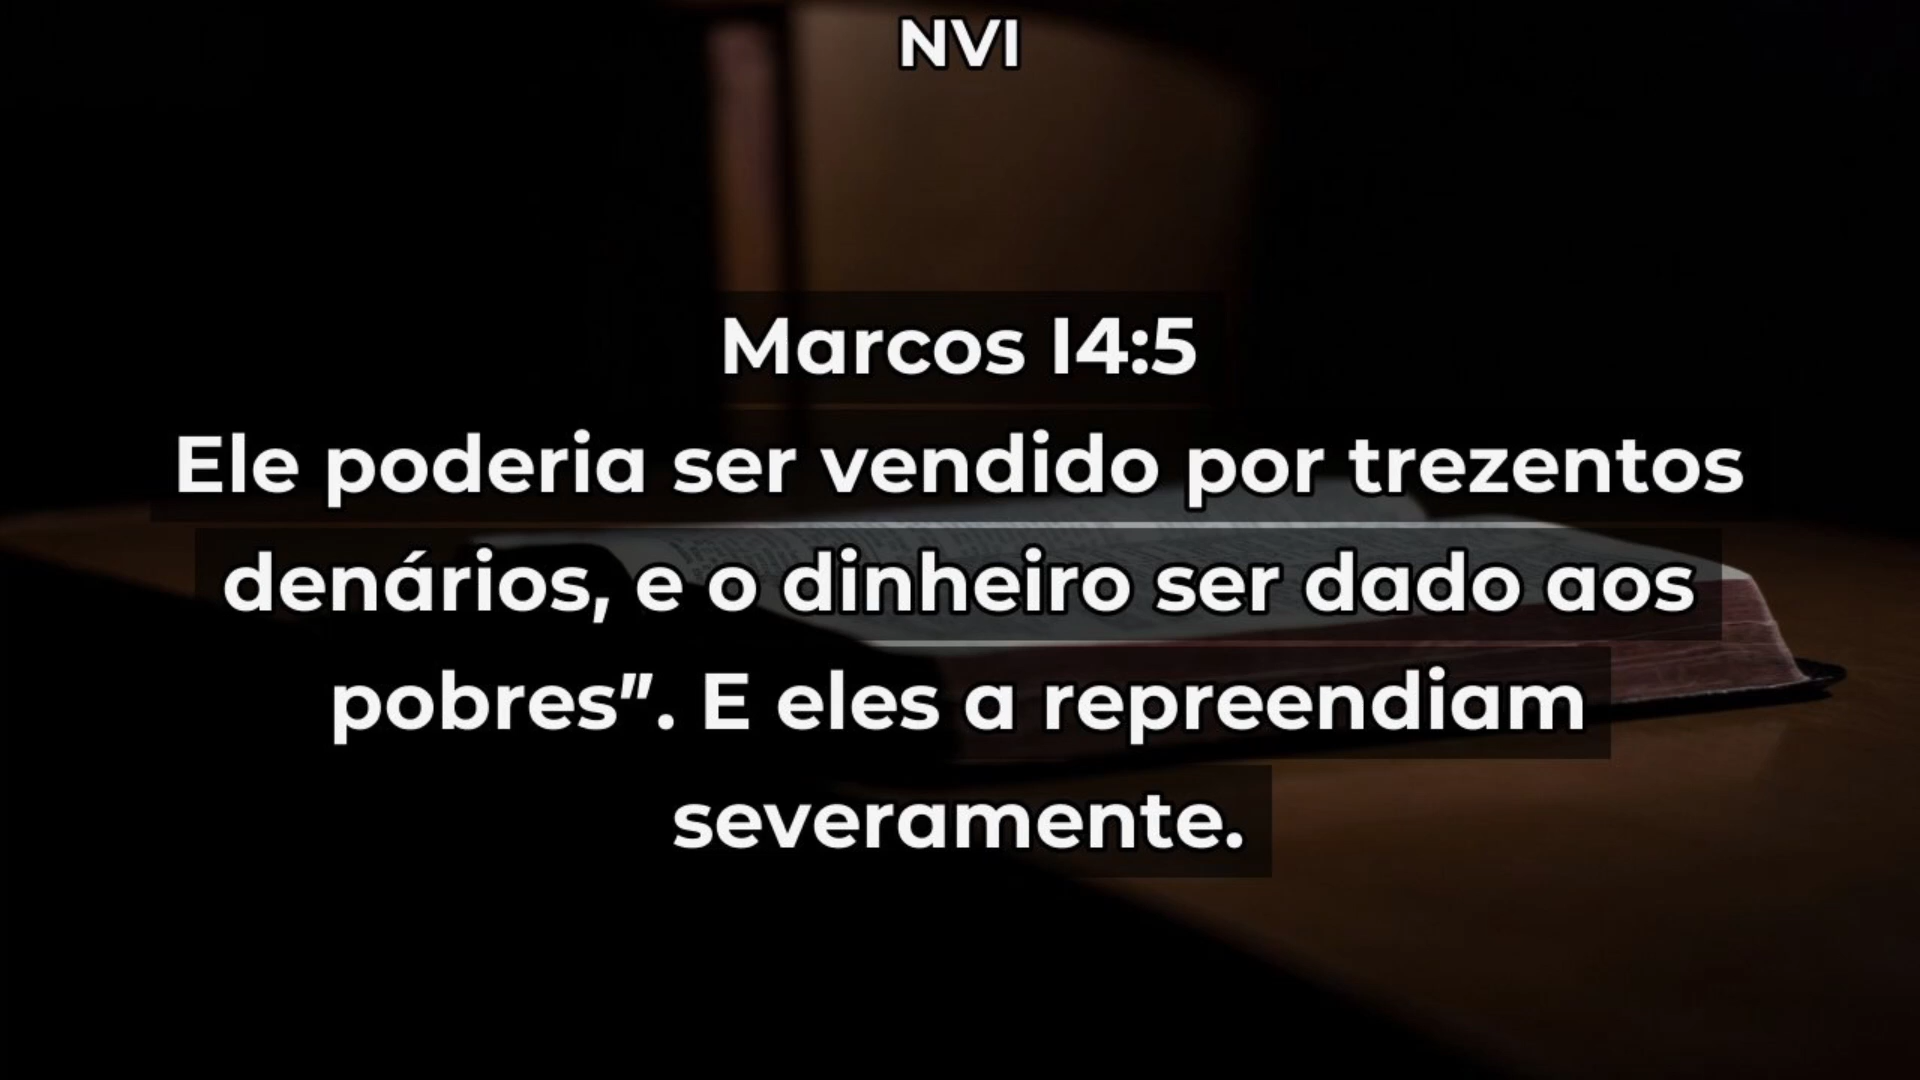 NVI
Marcos 14:5
Ele poderia ser vendido por trezentos
denários, e o dinheiro ser dado aos
pobres”. E eles a repreendiam
severamente.